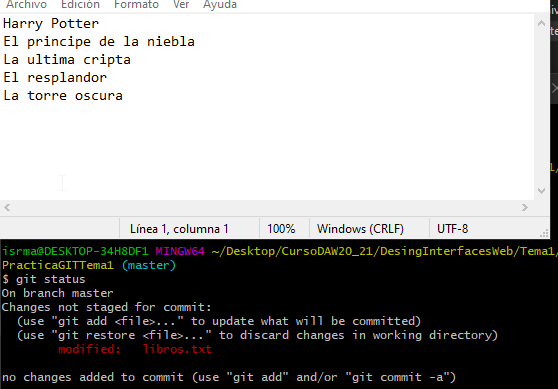 Archivo Edición Formato Ver Ayuda
Harry Potter
El principe de la niebla
La ultima cripta
El resplandor
La torre oscura
Línea 1, columna 1 100% Windows (CRLF) UTF-8
isrma@DESKTOP-34H8DF1 MINGW64 ~/Desktop/CursoDAW20_21/DesingInterfacesWeb/Tema1/
PracticaGITTema1 (master)
$ git status
On branch master
Changes not staged for commit:
(use "git add <file>..." to update what will be committed)
(use "git restore <file>..." to discard changes in working directory)
modified: libros.txt
no changes added to commit (use "git add" and/or "git commit -a")